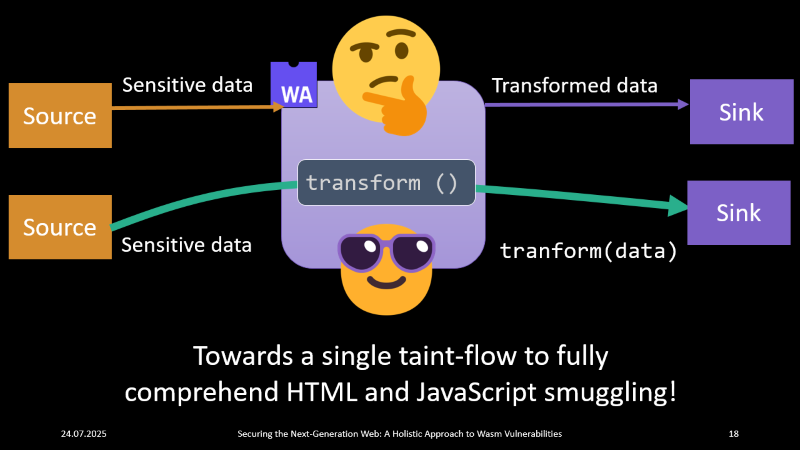 Sensitive data
Transformed data
WA
Source
Sink
transform ()
Source
Sink
Sensitive data
tranform(data)
Towards a single taint-flow to fully
comprehend HTML and JavaScript smuggling!
24.07.2025
Securing the Next-Generation Web: A Holistic Approach to Wasm Vulnerabilities
18